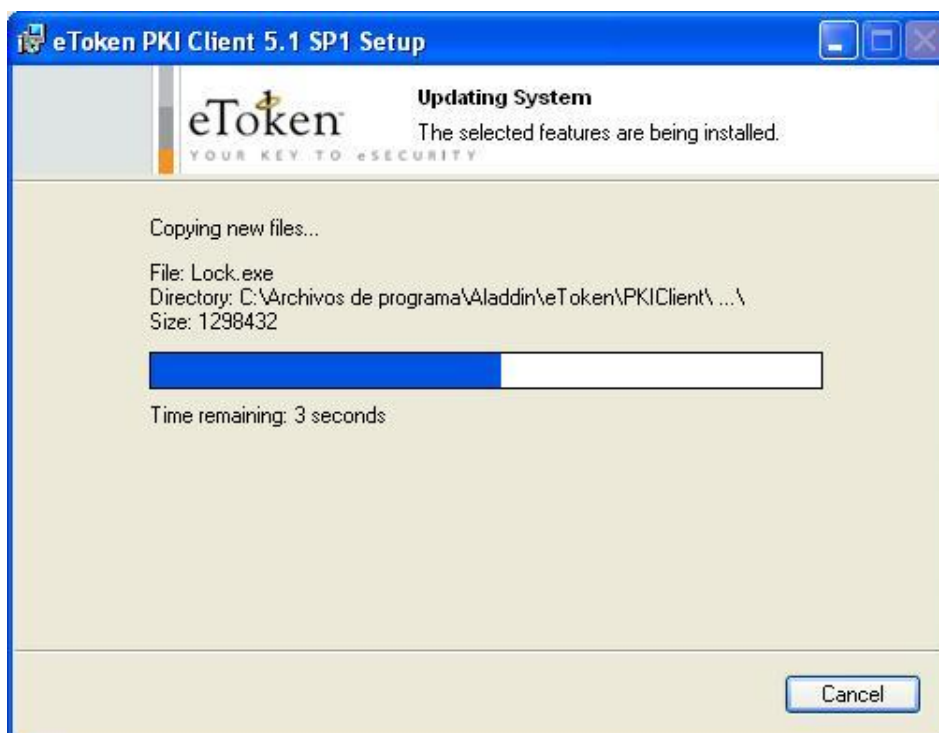 eToken PKI Client 5.1 SP1 Setup
eToken
YOUR KEY TO eSECURITY
Updating System
The selected features are being installed.
Copying new files...
File: Lock.exe
Directory: C:\Archivos de programa\Aladdin\eToken\PKIClient\ ...\
Size: 1298432
Time remaining: 3 seconds
Cancel